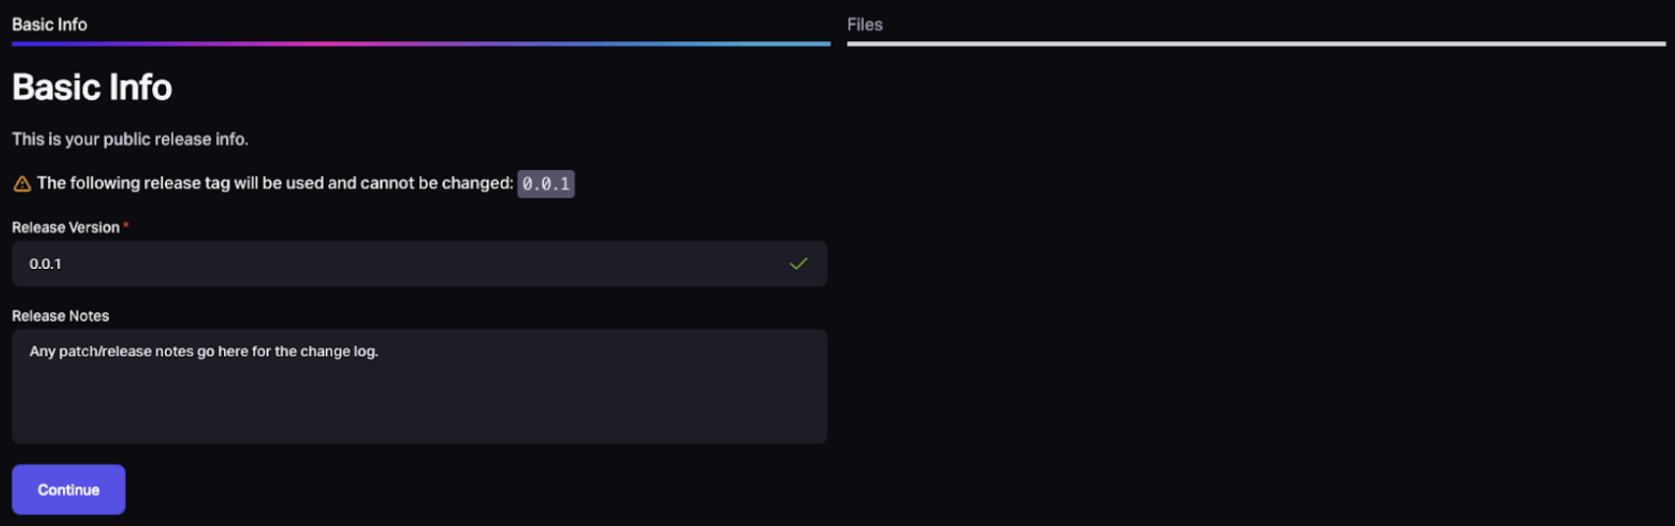 Basic Info
Files
Basic Info
This is your public release info.
The following release tag will be used and cannot be changed: 0.0.1
Release Version *
0.0.1
Release Notes
Any patch/release notes go here for the change log.
Continue